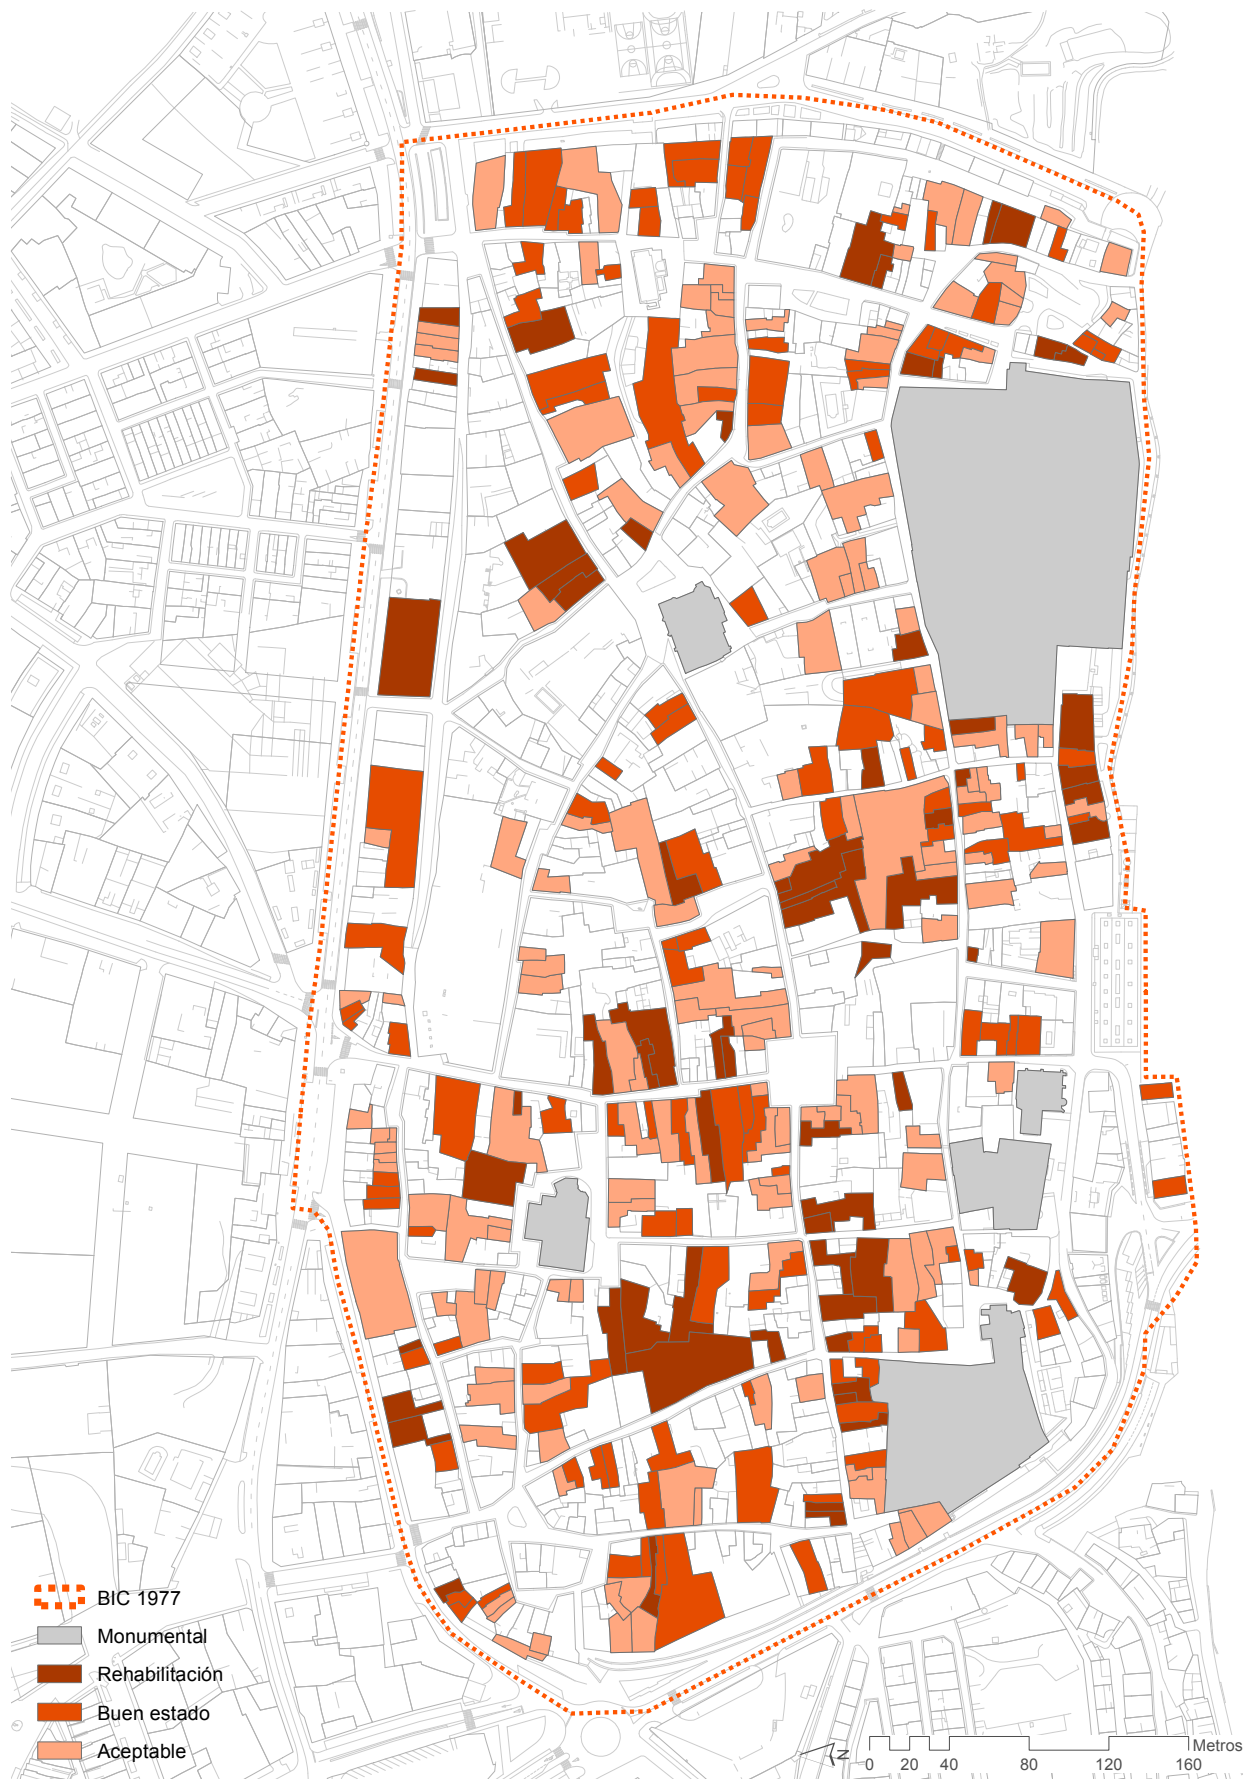 BIC 1977
Monumental
Rehabilitación
Buen estado
Aceptable
N
0 20 40 80 120 160 Metros